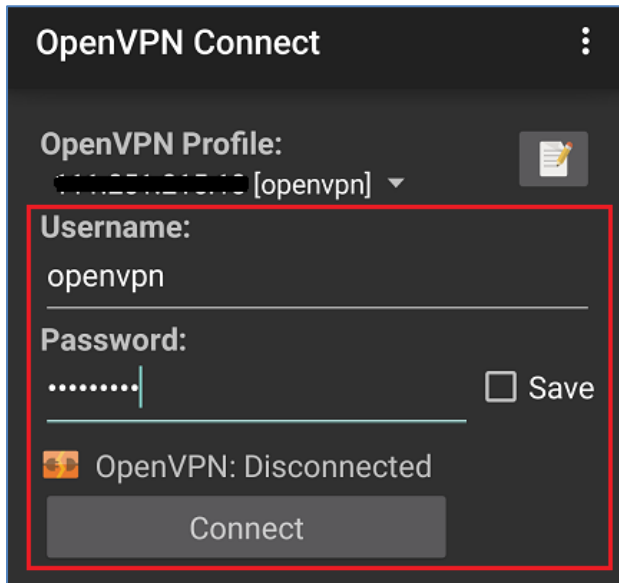 OpenVPN Connect
OpenVPN Profile:
[openvpn]
Username:
openvpn
Password:
•••••••••
Save
OpenVPN: Disconnected
Connect